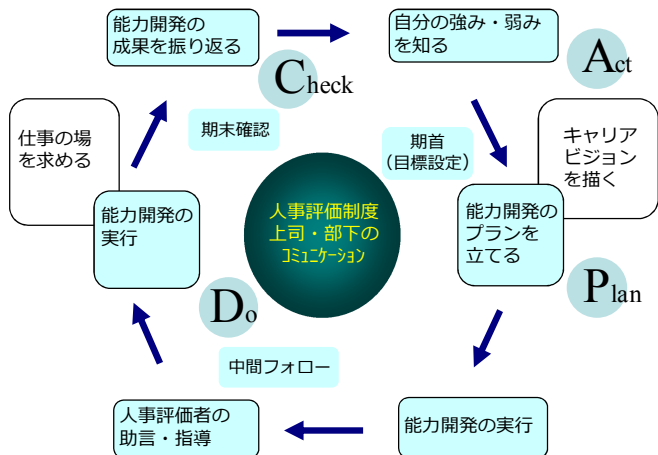 能力開発の
成果を振り返る
自分の強み・弱み
を知る
Check
Act
仕事の場
を求める
期末確認
期首
(目標設定)
キャリア
ビジョン
を描く
能力開発の
実行
人事評価制度
上司・部下の
ｺﾐｭﾆｹｰｼｮﾝ
能力開発の
プランを
立てる
Do
Plan
中間フォロー
人事評価者の
助言・指導
能力開発の実行